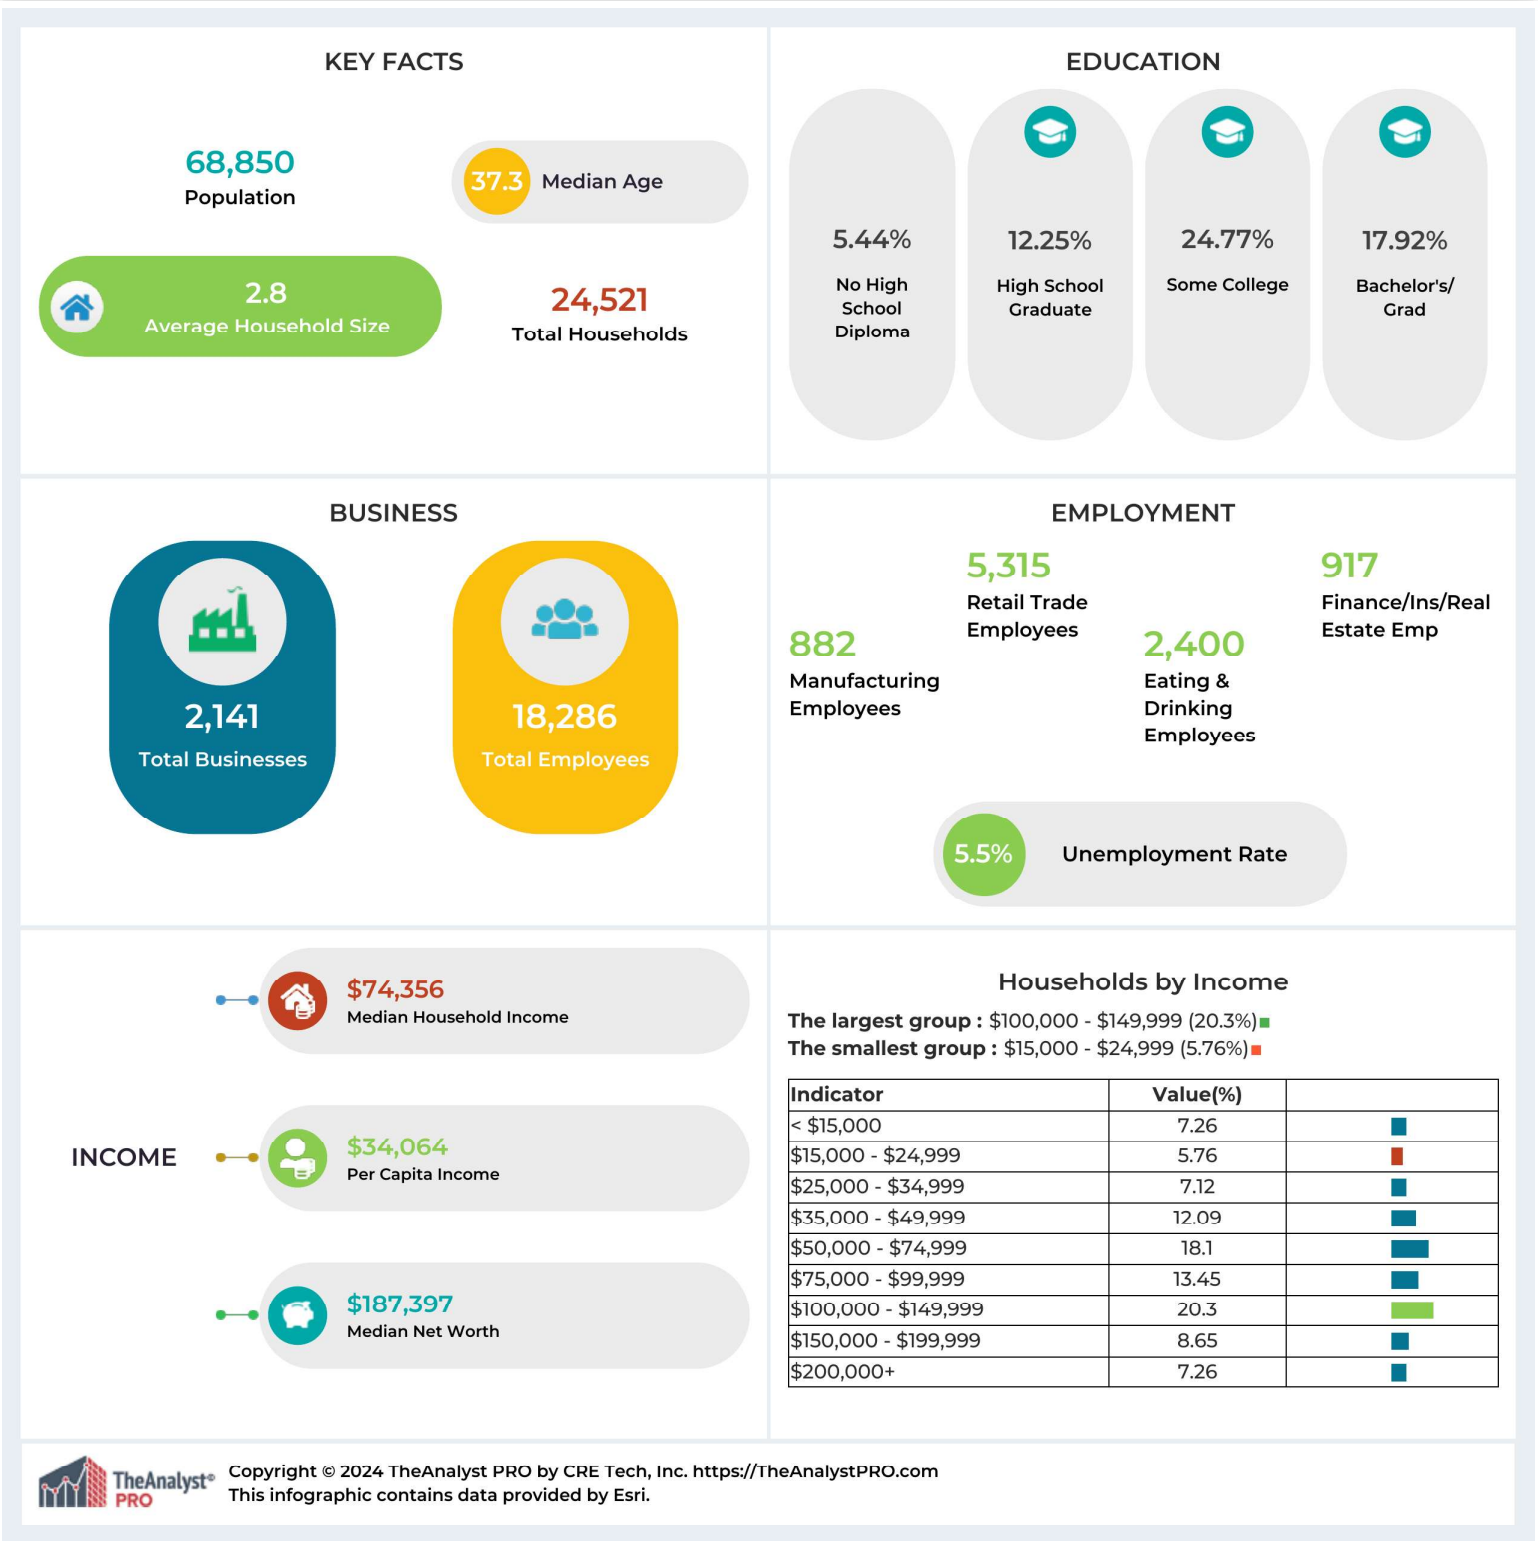 KEY FACTS
68,850
Population
37.3 Median Age
2.8
Average Household Size
24,521
Total Households
EDUCATION
5.44%
No High
School
Diploma
12.25%
High School
Graduate
24.77%
Some College
17.92%
Bachelor's/
Grad
BUSINESS
2,141
Total Businesses
18,286
Total Employees
EMPLOYMENT
882
Manufacturing
Employees
5,315
Retail Trade
Employees
2,400
Eating &
Drinking
Employees
917
Finance/Ins/Real
Estate Emp
5.5% Unemployment Rate
INCOME
$74,356
Median Household Income
$34,064
Per Capita Income
$187,397
Median Net Worth
Households by Income
The largest group : $100,000 - $149,999 (20.3%)
The smallest group : $15,000 - $24,999 (5.76%)
Indicator Value(%)
< $15,000 7.26
$15,000 - $24,999 5.76
$25,000 - $34,999 7.12
$35,000 - $49,999 12.09
$50,000 - $74,999 18.1
$75,000 - $99,999 13.45
$100,000 - $149,999 20.3
$150,000 - $199,999 8.65
$200,000+ 7.26
TheAnalyst©
PRO
Copyright © 2024 TheAnalyst PRO by CRE Tech, Inc. https://TheAnalystPRO.com
This infographic contains data provided by Esri.